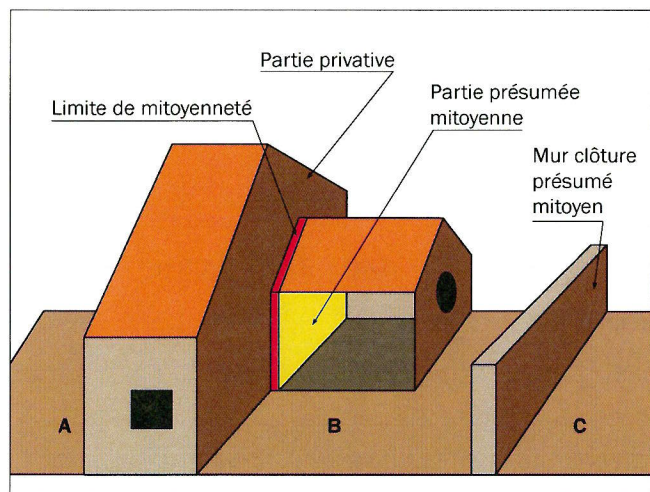 Partie privative
Limite de mitoyenneté
Partie présumée
mitoyenne
Mur clôture
présumé
mitoyen
A
B
C